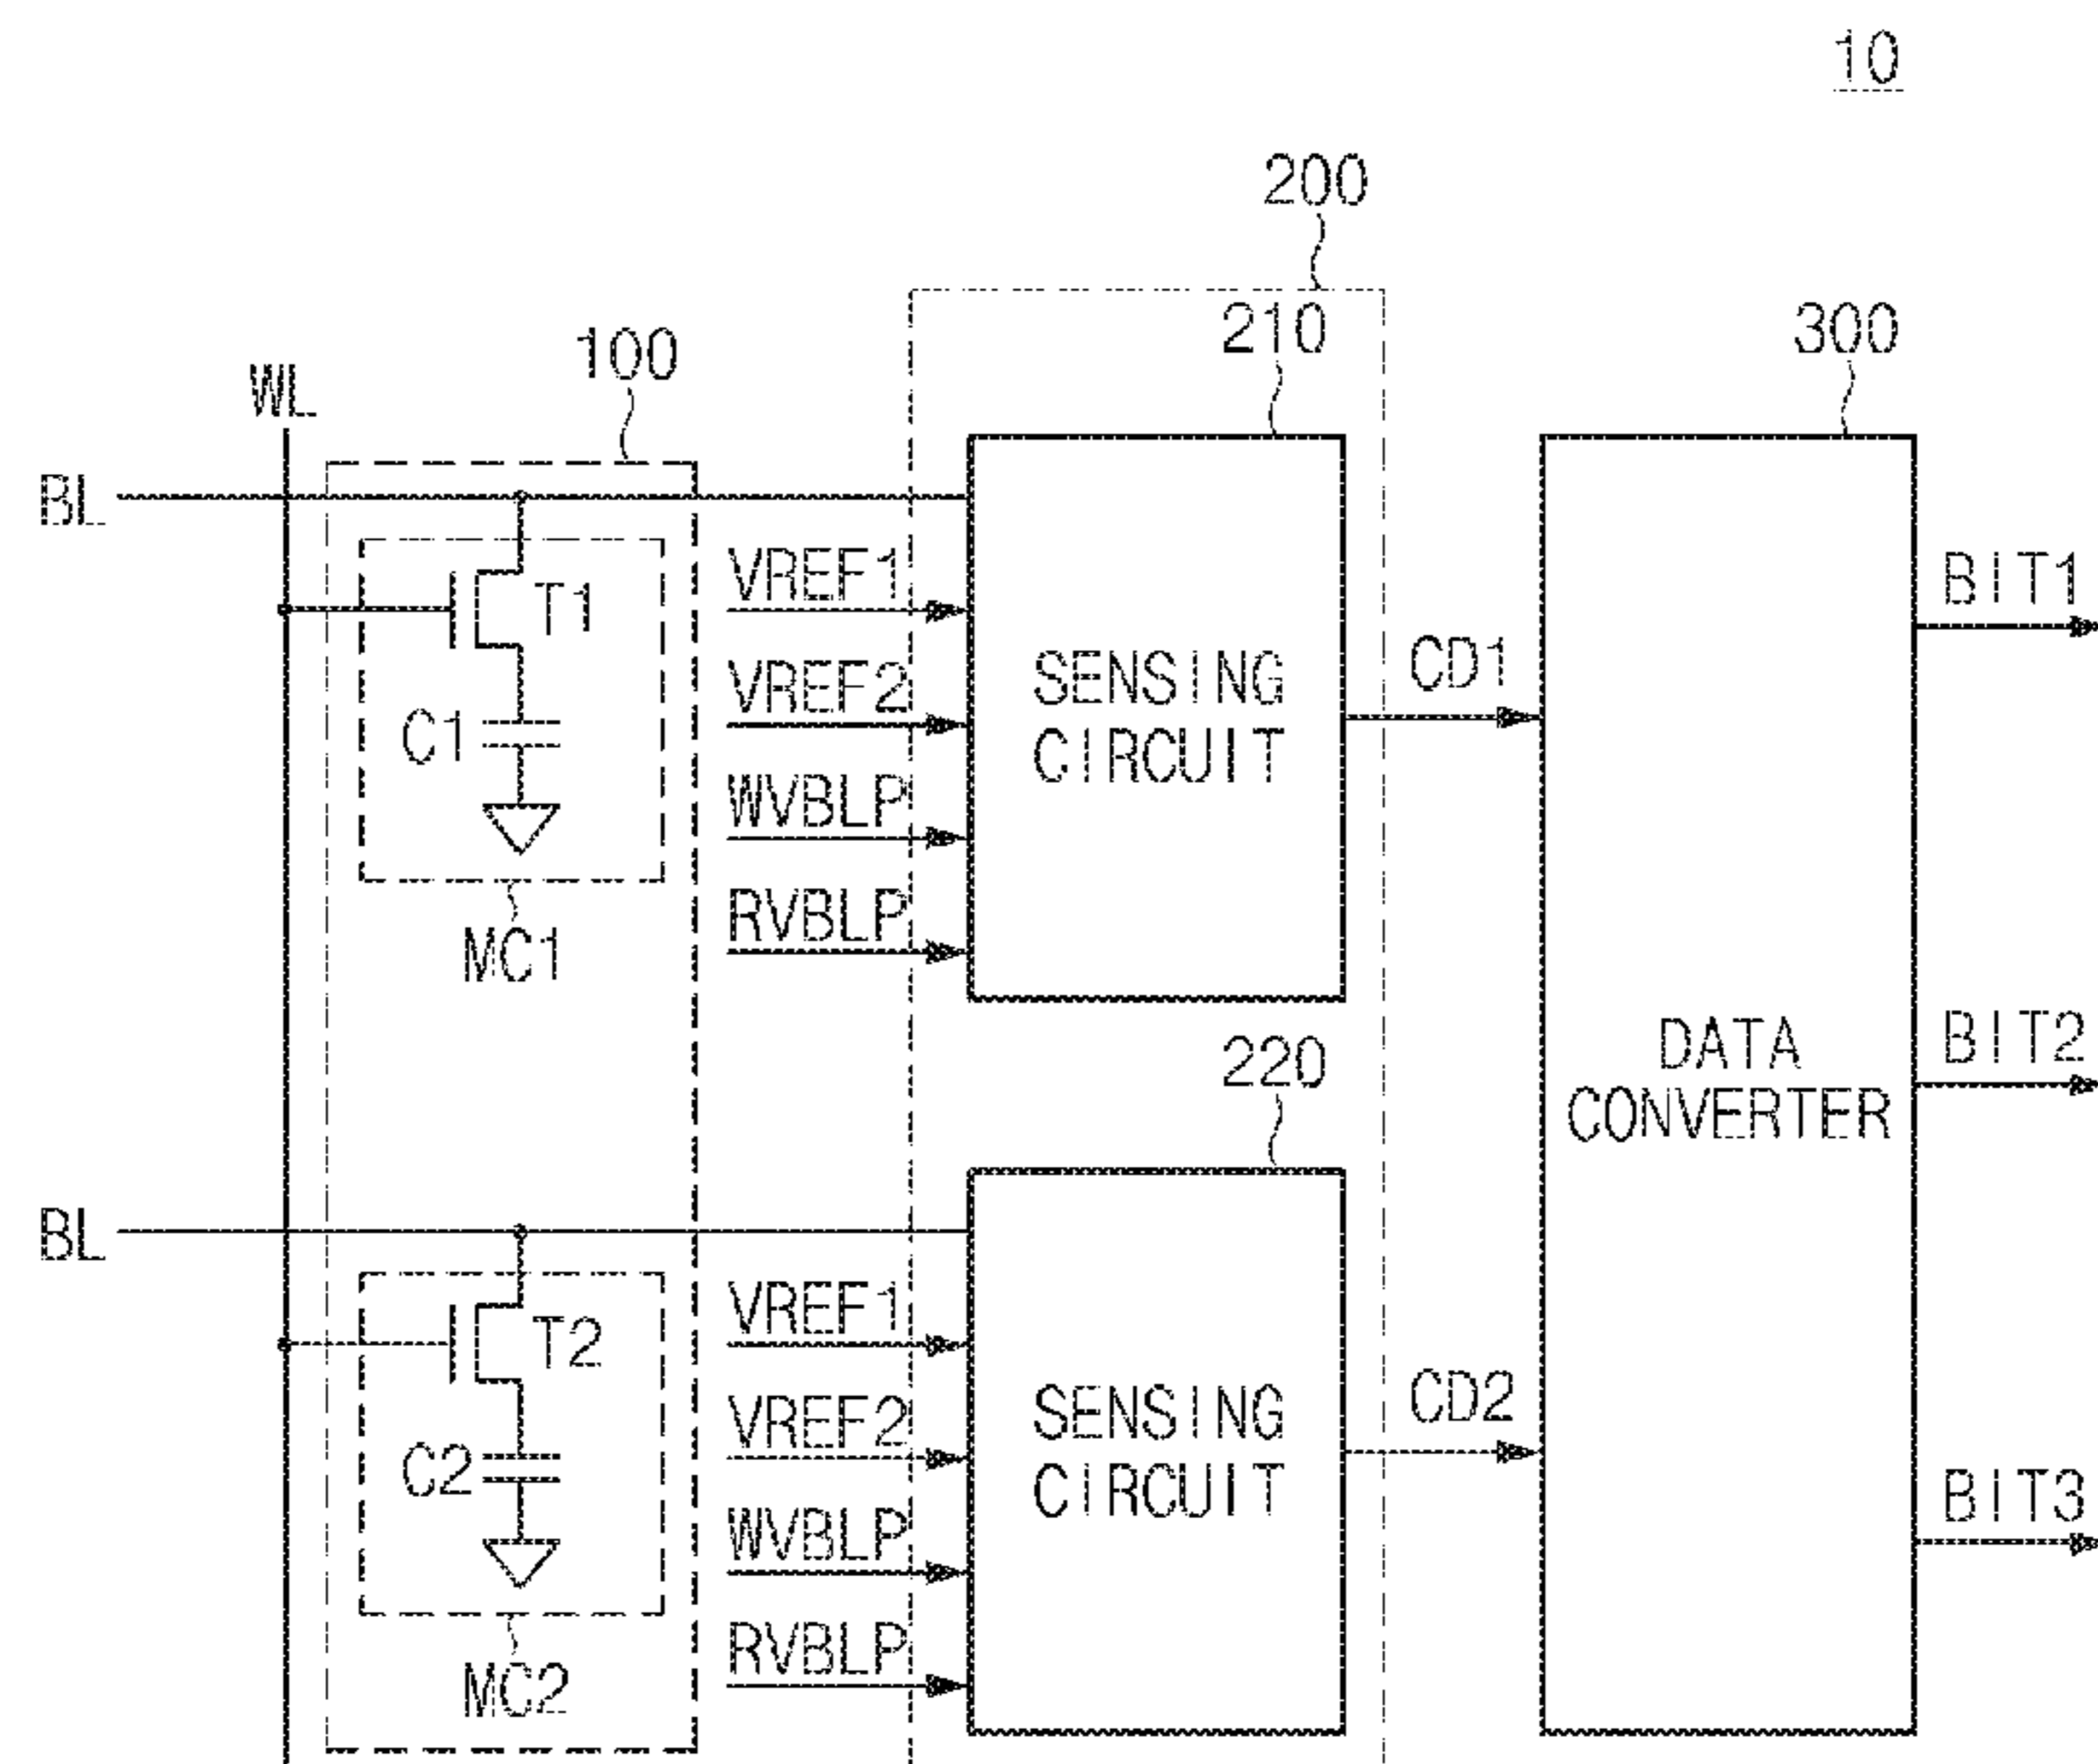 10
200
210
300
100
WL
BL
VREF1
T1
BIT1
VREF2
SENSING
CIRCUIT
CD1
C1
WVBLP
RVBLP
MC1
DATA
CONVERTER
BIT2
220
BL
VREF1
T2
VREF2
SENSING
CIRCUIT
CD2
C2
WVBLP
BIT3
RVBLP
MC2